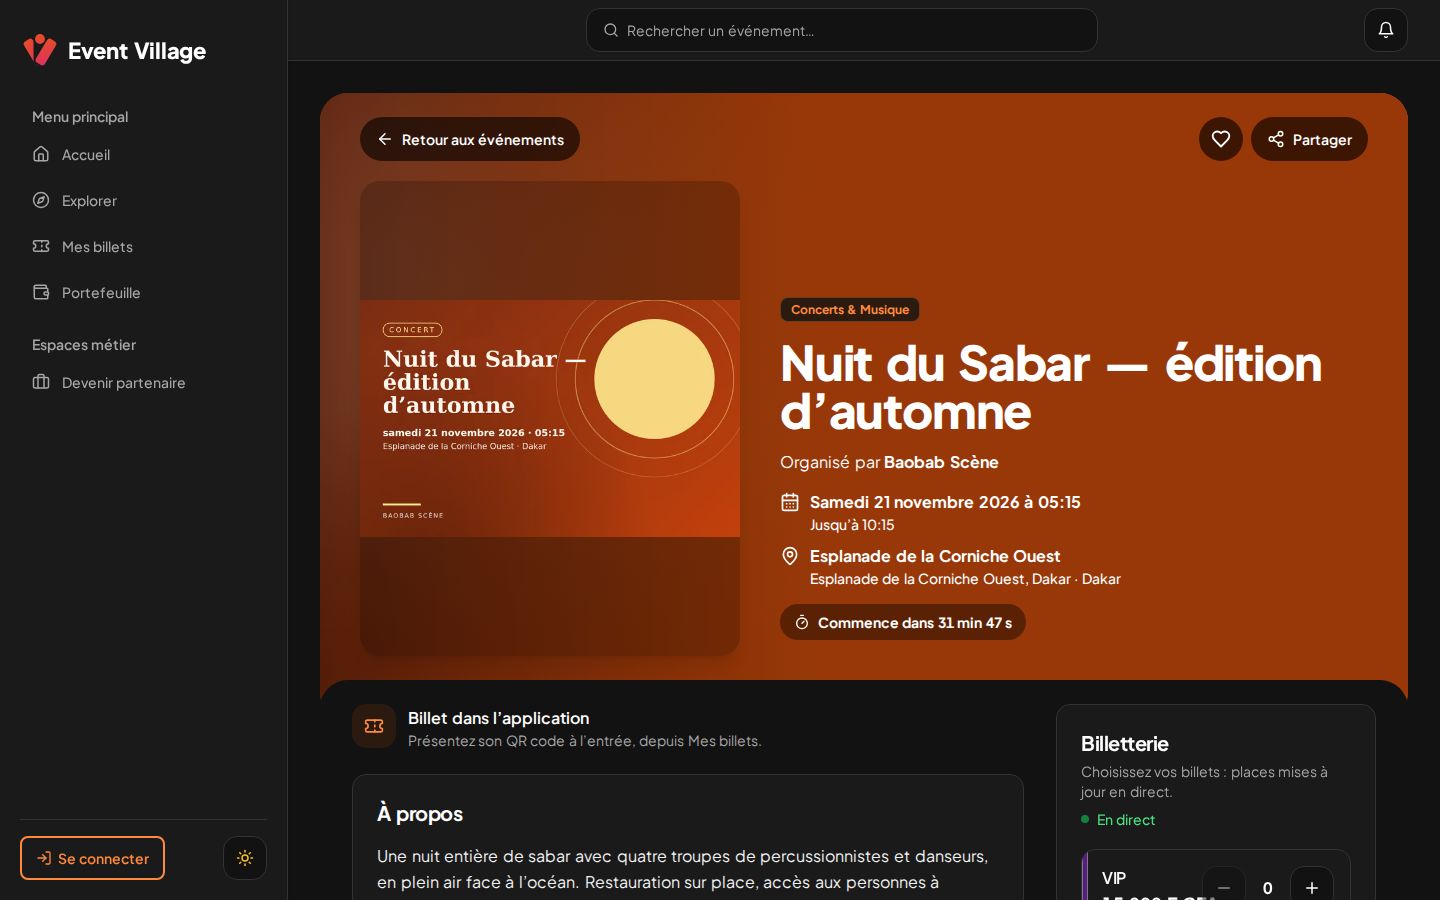 Event Village
Menu principal
Accueil
Explorer
Mes billets
Portefeuille
Espaces métier
Devenir partenaire
Se connecter
Rechercher un événement...
Retour aux événements
Partager
CONCERT
Nuit du Sabar —
édition
d’automne
samedi 21 novembre 2026 · 05:15
Esplanade de la Corniche Ouest · Dakar
BAOBAB SCÈNE
Concerts & Musique
Nuit du Sabar — édition
d’automne
Organisé par Baobab Scène
Samedi 21 novembre 2026 à 05:15
Jusqu’à 10:15
Esplanade de la Corniche Ouest
Esplanade de la Corniche Ouest, Dakar · Dakar
Commence dans 31 min 47 s
Billet dans l’application
Présentez son QR code à l’entrée, depuis Mes billets.
À propos
Une nuit entière de sabar avec quatre troupes de percussionnistes et danseurs,
en plein air face à l’océan. Restauration sur place, accès aux personnes à
Billetterie
Choisissez vos billets : places mises à
jour en direct.
En direct
VIP
0